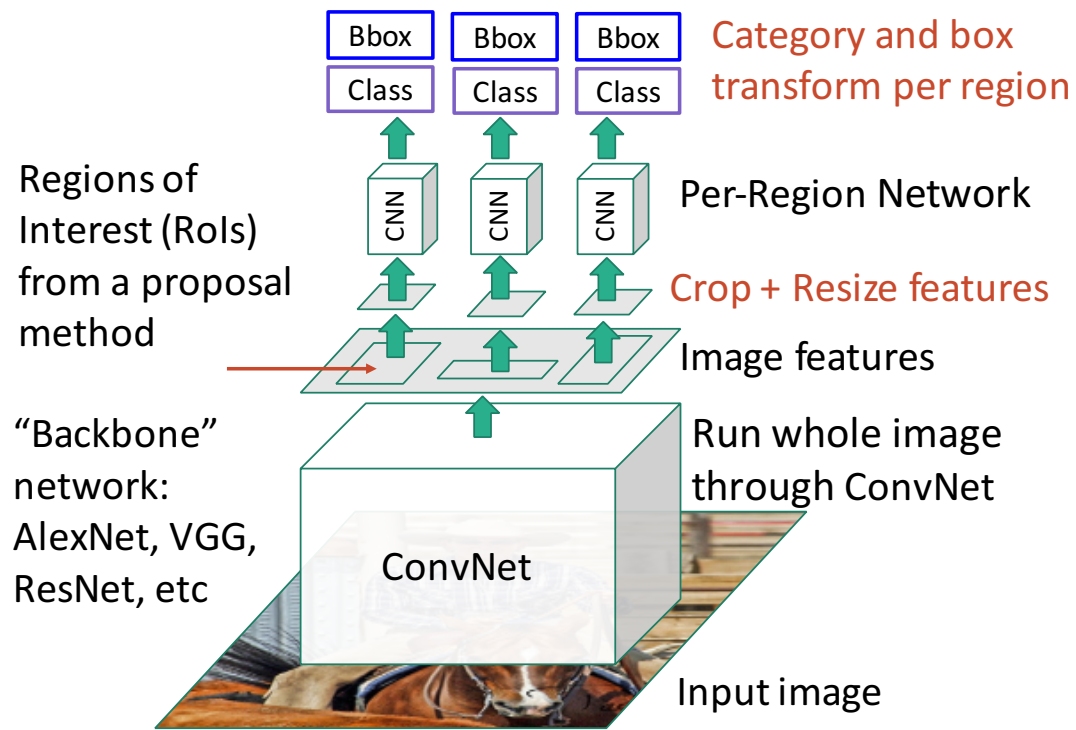 Bbox
Bbox
Bbox
Class
Class
Class
Category and box
transform per region
Regions of
Interest (RoIs)
from a proposal
method
CNN
CNN
CNN
Per-Region Network
Crop + Resize features
Image features
“Backbone”
network:
AlexNet, VGG,
ResNet, etc
Run whole image
through ConvNet
ConvNet
Input image